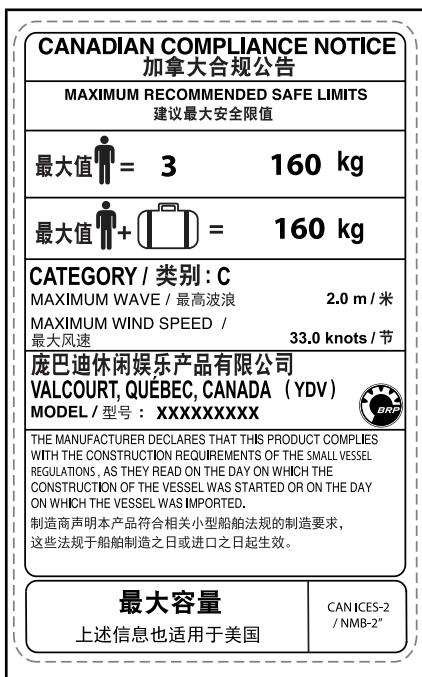 CANADIAN COMPLIANCE NOTICE
加拿大合规公告
MAXIMUM RECOMMENDED SAFE LIMITS
建议最大安全限值
最大值 = 3 160 kg
最大值 + = 160 kg
CATEGORY / 类别 : C
MAXIMUM WAVE / 最高波浪 2.0 m / 米
MAXIMUM WIND SPEED /
最大风速 33.0 knots / 节
庞巴迪休闲娱乐产品有限公司
VALCOURT, QUÉBEC, CANADA （YDV）
MODEL / 型号 : XXXXXXXXX
BRP
THE MANUFACTURER DECLARES THAT THIS PRODUCT COMPLIES
WITH THE CONSTRUCTION REQUIREMENTS OF THE SMALL VESSEL
REGULATIONS , AS THEY READ ON THE DAY ON WHICH THE
CONSTRUCTION OF THE VESSEL WAS STARTED OR ON THE DAY
ON WHICH THE VESSEL WAS IMPORTED.
制造商声明本产品符合相关小型船舶法规的制造要求，
这些法规于船舶制造之日或进口之日起生效。
最大容量
上述信息也适用于美国
CAN ICES-2
/ NMB-2"